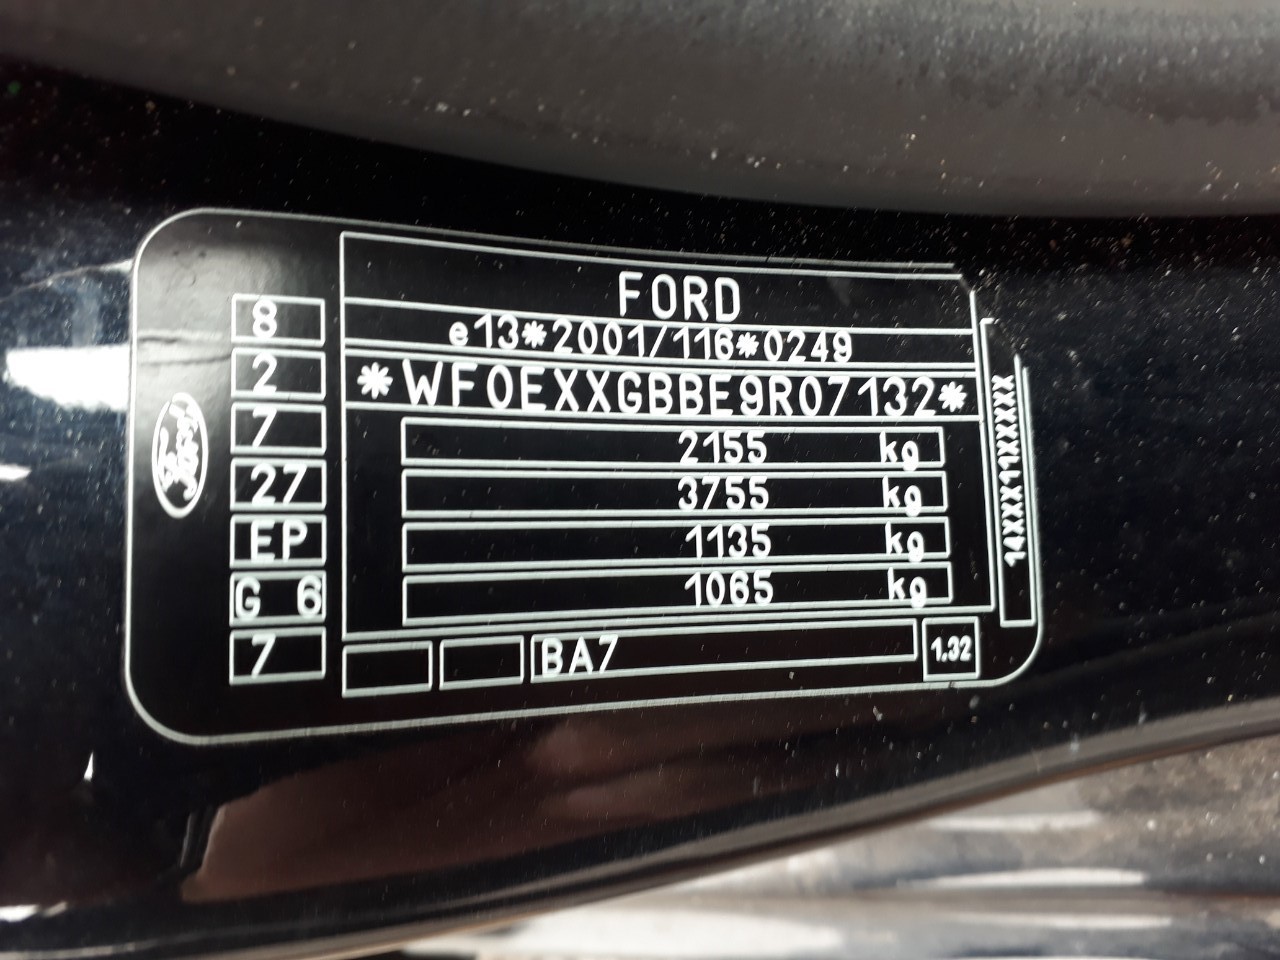 FORD
e13*2001/116*0249
*WF0EXXGBBE9R07132*
2155 kg
3755 kg
1135 kg
1065 kg
8
2
7
27
EP
G 6
7
BA7
1.32
14XXX11XXXXX
Ford